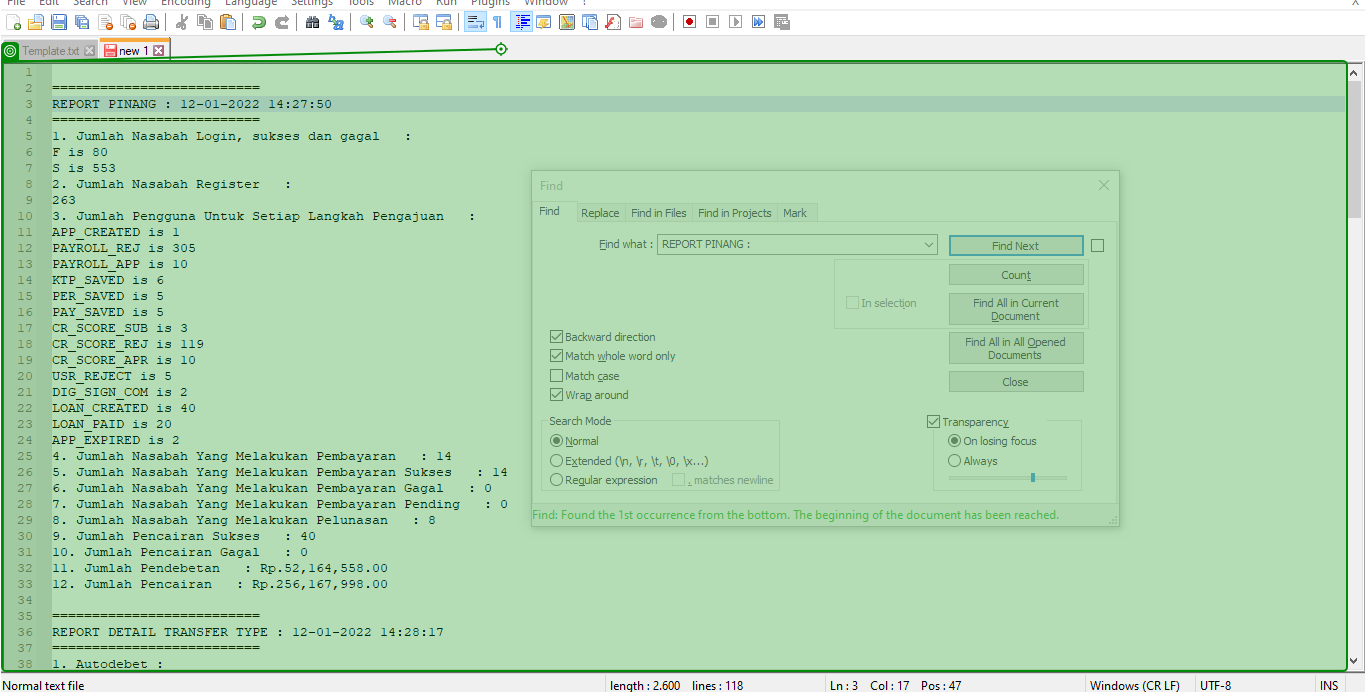 File Edit Search View Encoding Language Settings Tools Macro Run Plugins Window ?
X
Template.txt new 1
1
2 ==========================
3 REPORT PINANG : 12-01-2022 14:27:50
4 ==========================
5 1. Jumlah Nasabah Login, sukses dan gagal :
6 F is 80
7 S is 553
8 2. Jumlah Nasabah Register :
9 263
10 3. Jumlah Pengguna Untuk Setiap Langkah Pengajuan :
11 APP_CREATED is 1
12 PAYROLL_REJ is 305
13 PAYROLL_APP is 10
14 KTP_SAVED is 6
15 PER_SAVED is 5
16 PAY_SAVED is 5
17 CR_SCORE_SUB is 3
18 CR_SCORE_REJ is 119
19 CR_SCORE_APR is 10
20 USR_REJECT is 5
21 DIG_SIGN_COM is 2
22 LOAN_CREATED is 40
23 LOAN_PAID is 20
24 APP_EXPIRED is 2
25 4. Jumlah Nasabah Yang Melakukan Pembayaran : 14
26 5. Jumlah Nasabah Yang Melakukan Pembayaran Sukses : 14
27 6. Jumlah Nasabah Yang Melakukan Pembayaran Gagal : 0
28 7. Jumlah Nasabah Yang Melakukan Pembayaran Pending : 0
29 8. Jumlah Nasabah Yang Melakukan Pelunasan : 8
30 9. Jumlah Pencairan Sukses : 40
31 10. Jumlah Pencairan Gagal : 0
32 11. Jumlah Pendebetan : Rp.52,164,558.00
33 12. Jumlah Pencairan : Rp.256,167,998.00
34
35 ==========================
36 REPORT DETAIL TRANSFER TYPE : 12-01-2022 14:28:17
37 ==========================
38 1. Autodebet :
Find
Find Replace Find in Files Find in Projects Mark
Find what : REPORT PINANG :
Find Next
Count
In selection
Find All in Current
Document
Find All in All Opened
Documents
Close
Backward direction
Match whole word only
Match case
Wrap around
Search Mode
Normal
Extended (\n, \r, \t, \0, \x...)
Regular expression . matches newline
Transparency
On losing focus
Always
Find: Found the 1st occurrence from the bottom. The beginning of the document has been reached.
Normal text file length : 2.600 lines : 118 Ln : 3 Col : 17 Pos : 47 Windows (CR LF) UTF-8 INS